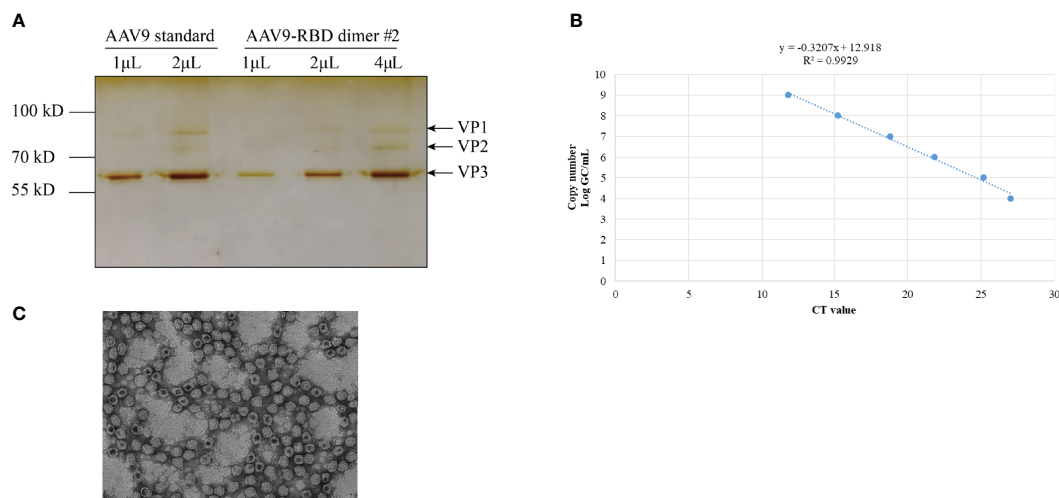 A
AAV9 standard AAV9-RBD dimer #2
1μL 2μL 1μL 2μL 4μL
100 kD
70 kD
55 kD
VP1
VP2
VP3
B
y = -0.3207x + 12.918
R² = 0.9929
10
9
8
7
6
5
4
3
2
1
0
Copy number
Log GC/mL
0 5 10 15 20 25 30
CT value
C